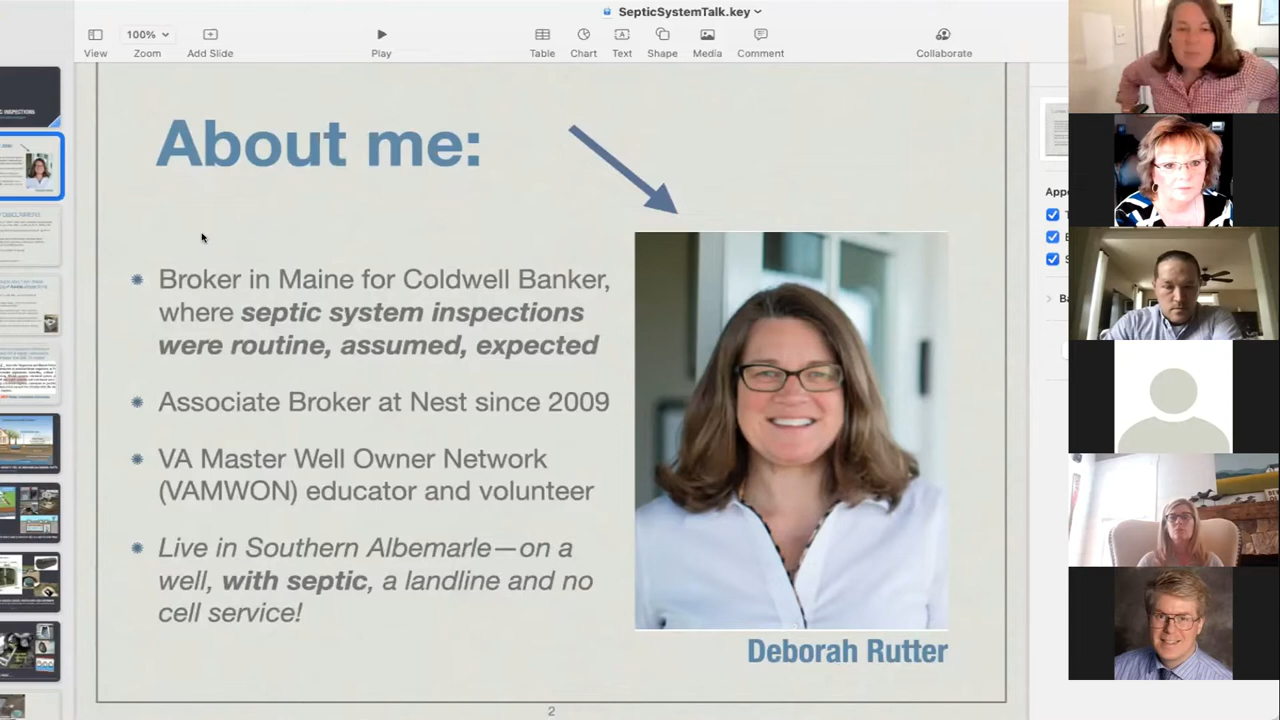 SepticSystemTalk.key
100%
View
Zoom
Add Slide
Play
Table
Chart
Text
Shape
Media
Comment
Collaborate
About me:
Broker in Maine for Coldwell Banker,
where septic system inspections
were routine, assumed, expected
Associate Broker at Nest since 2009
VA Master Well Owner Network
(VAMWON) educator and volunteer
Live in Southern Albemarle—on a
well, with septic, a landline and no
cell service!
Deborah Rutter
2